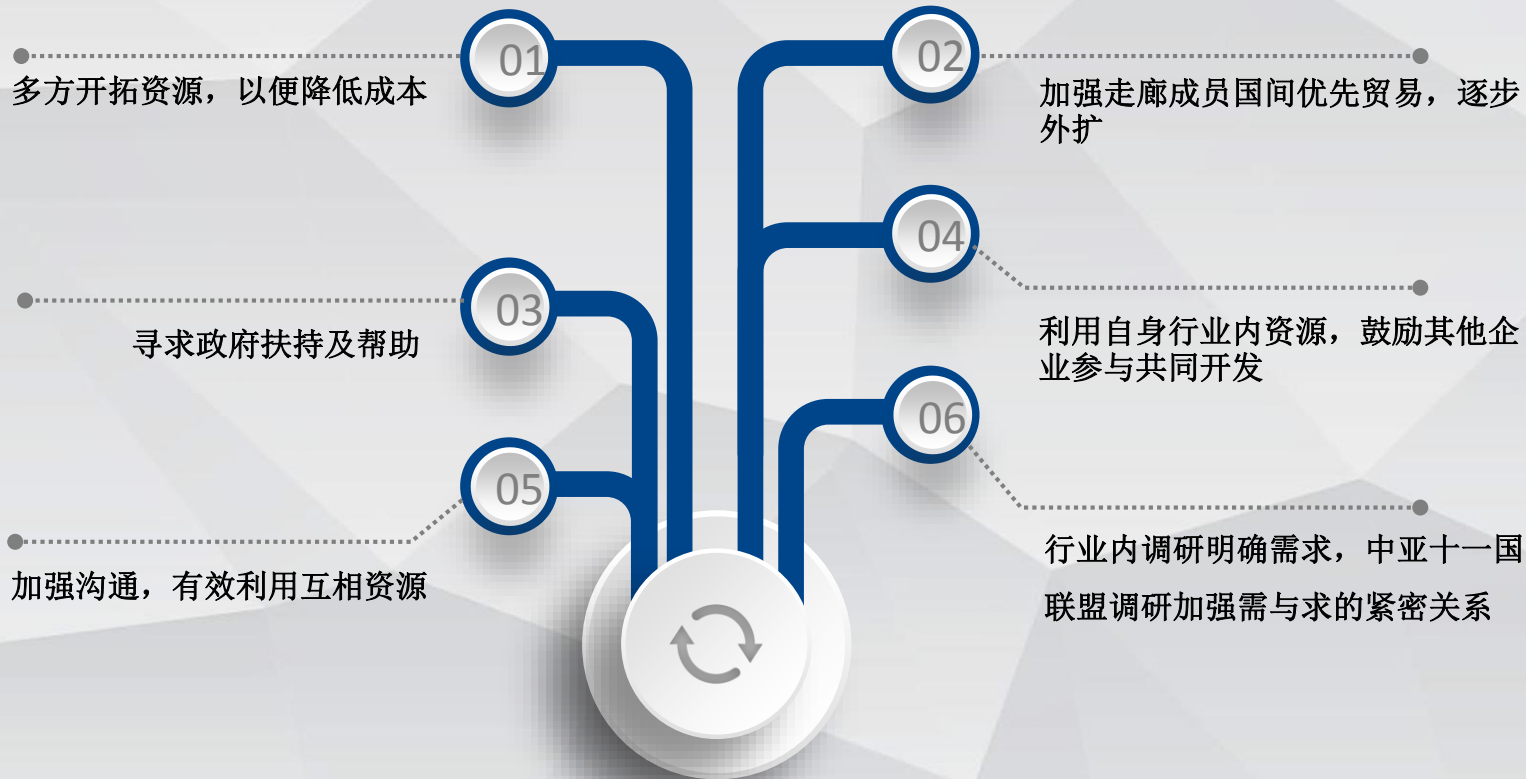 01
多方开拓资源，以便降低成本
02
加强走廊成员国间优先贸易，逐步
外扩
03
寻求政府扶持及帮助
04
利用自身行业内资源，鼓励其他企
业参与共同开发
05
加强沟通，有效利用互相资源
06
行业内调研明确需求，中亚十一国
联盟调研加强需与求的紧密关系